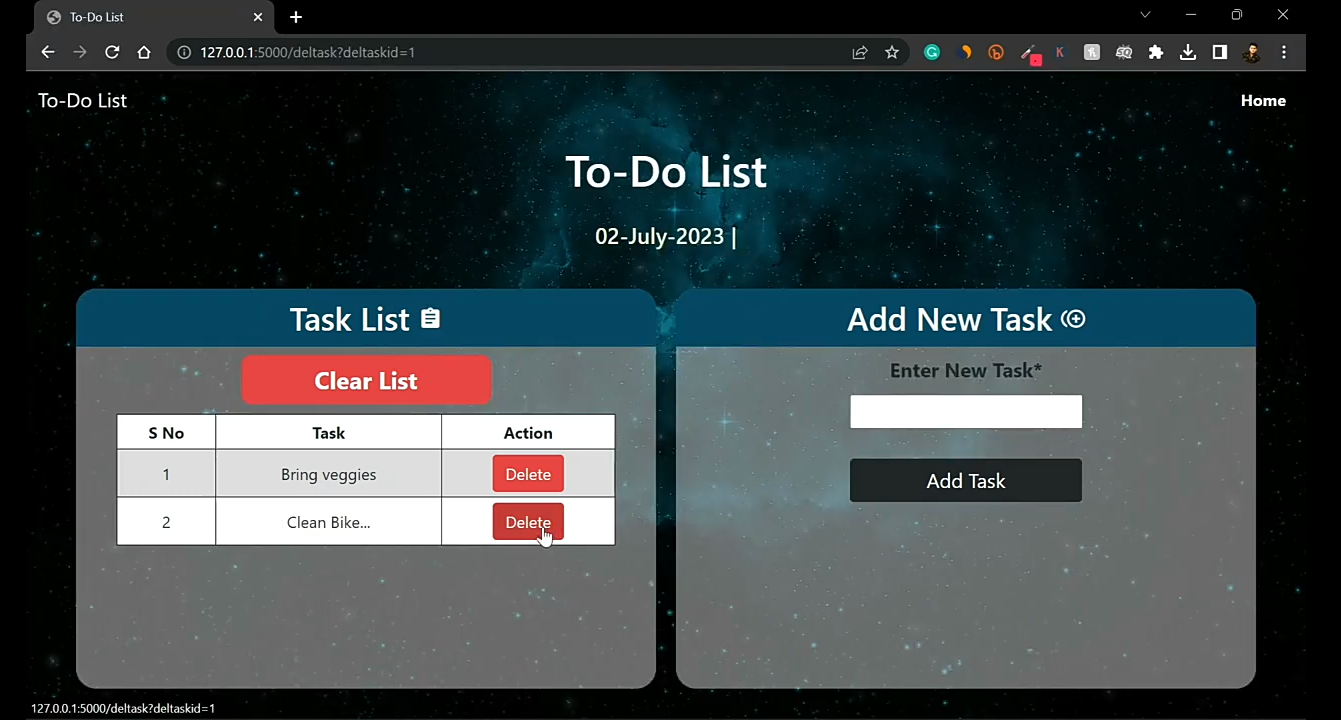 To-Do List
127.0.0.1:5000/deltask?deltaskid=1
To-Do List
Home
To-Do List
02-July-2023 |
Task List
Add New Task
Clear List
Enter New Task*
S No Task Action
1 Bring veggies Delete
Add Task
2 Clean Bike... Delete
127.0.0.1:5000/deltask?deltaskid=1